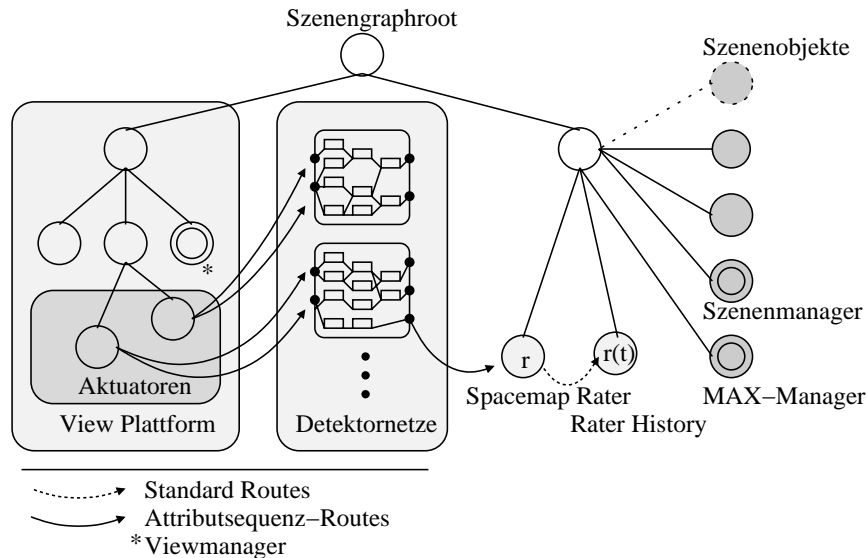 Szenengraphroot
Szenenobjekte
*
Szenenmanager
Aktuatoren
r
r(t)
Spacemap Rater
MAX−Manager
View Plattform
Detektornetze
Rater History
Standard Routes
Attributsequenz−Routes
*Viewmanager